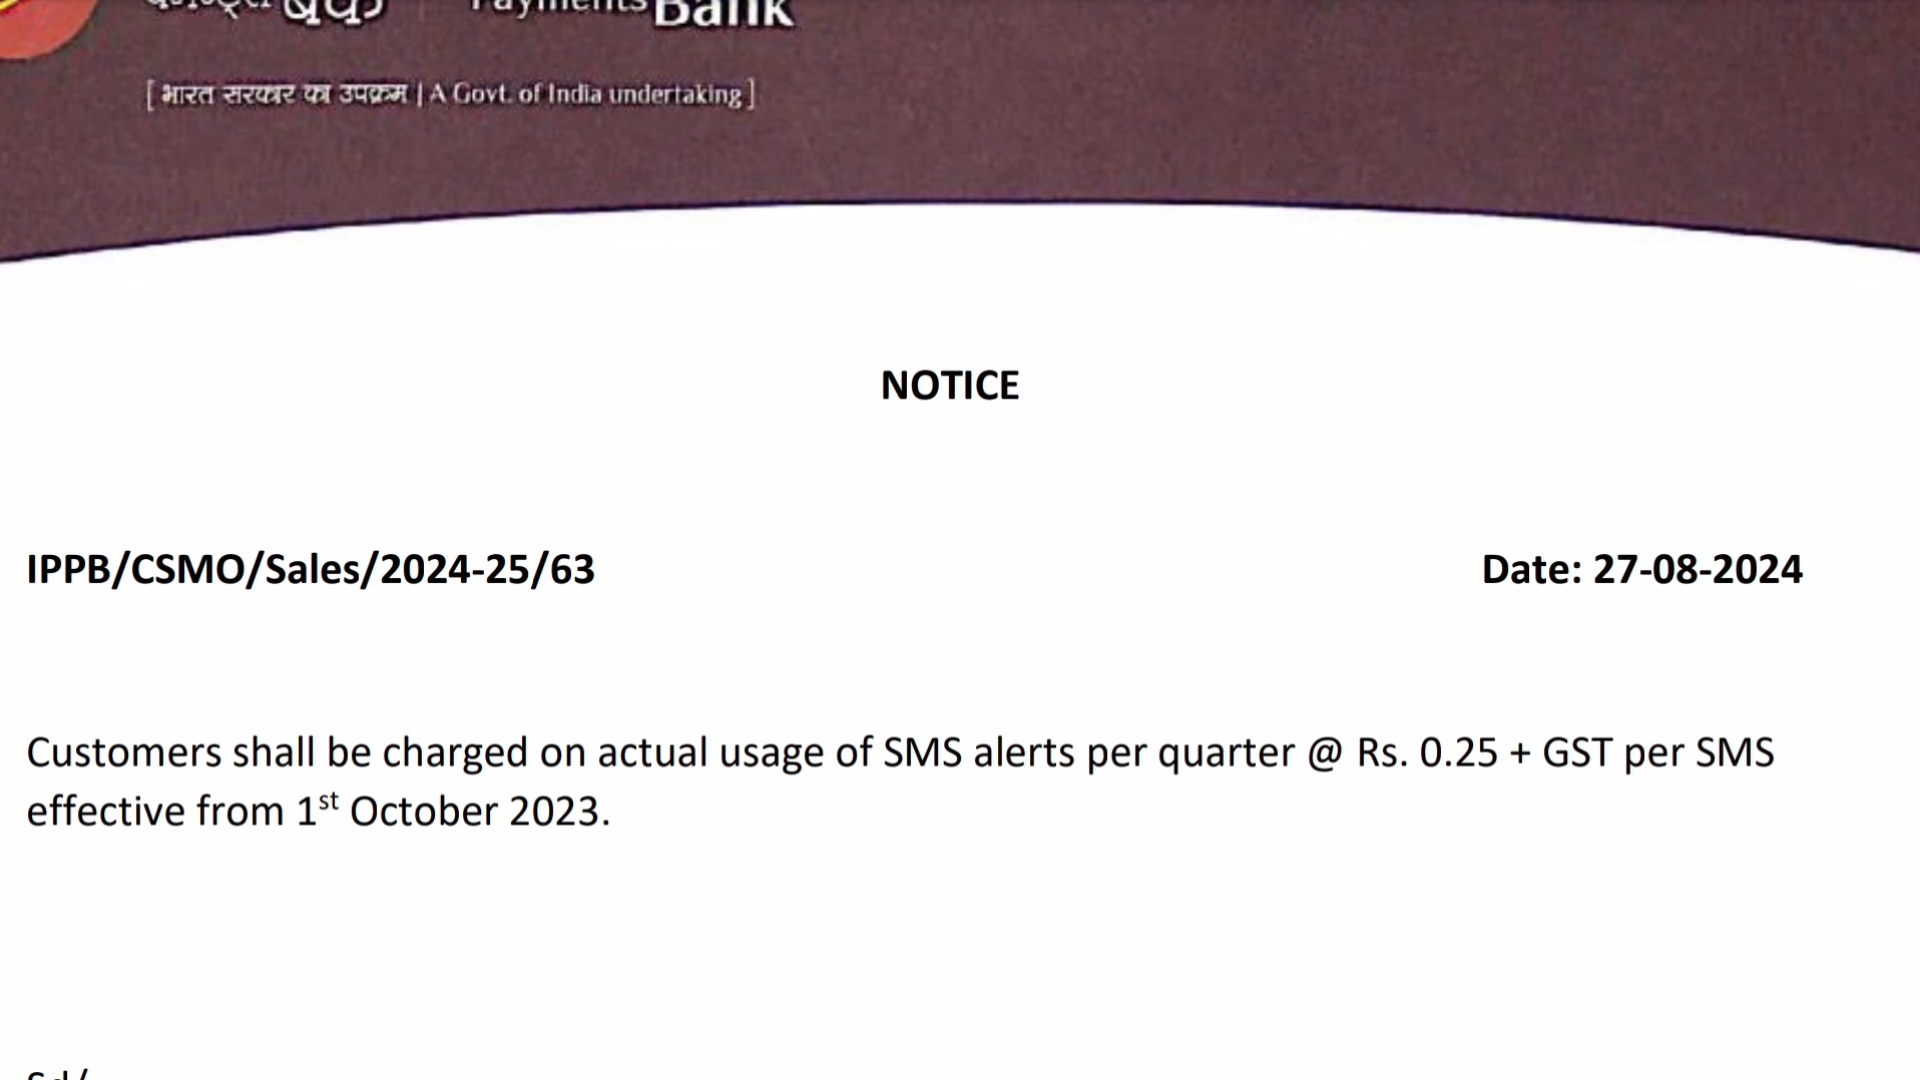 बैंक Payments Bank
[ भारत सरकार का उपक्रम | A Govt. of India undertaking ]
NOTICE
IPPB/CSMO/Sales/2024-25/63 Date: 27-08-2024
Customers shall be charged on actual usage of SMS alerts per quarter @ Rs. 0.25 + GST per SMS
effective from 1st October 2023.
Sd/